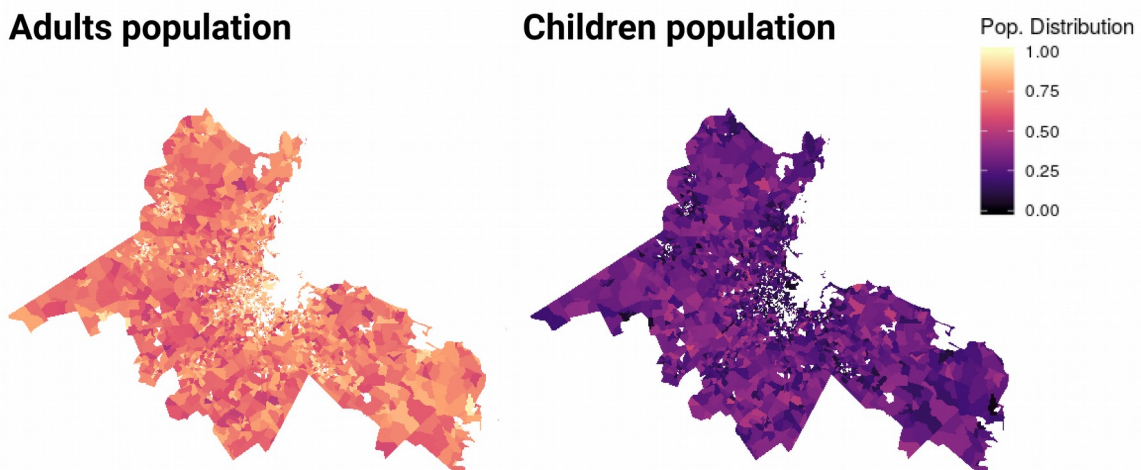 Adults population
Children population
Pop. Distribution
1.00
0.75
0.50
0.25
0.00